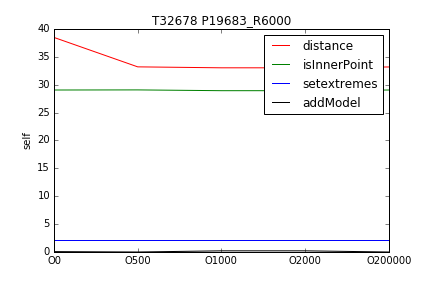 T32678 P19683_R6000
distance
isInnerPoint
setextremes
addModel
self
40
35
30
25
20
15
10
5
0
O0 O500 O1000 O2000 O200000